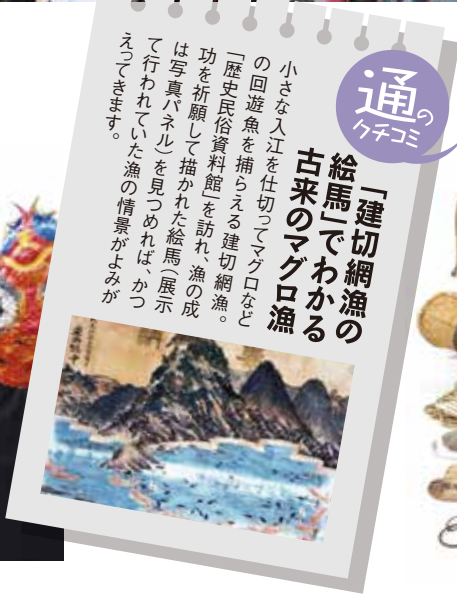 通の
クチコミ
「建切網漁の
絵馬」でわかる
古来のマグロ漁
小さな入江を仕切ってマグロなど
の回遊魚を捕らえる建切網漁。
「歴史民俗資料館」を訪れ、漁の成
功を祈願して描かれた絵馬（展示
は写真パネル）を見つめれば、かつ
て行われていた漁の情景がよみが
えってきます。